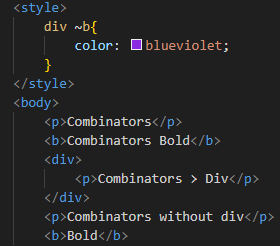 <style>
    div ~b{
        color: blueviolet;
    }
</style>
<body>
    <p>Combinators</p>
    <b>Combinators Bold</b>
    <div>
        <p>Combinators > Div</p>
    </div>
    <p>Combinators without div</p>
    <b>Bold</b>